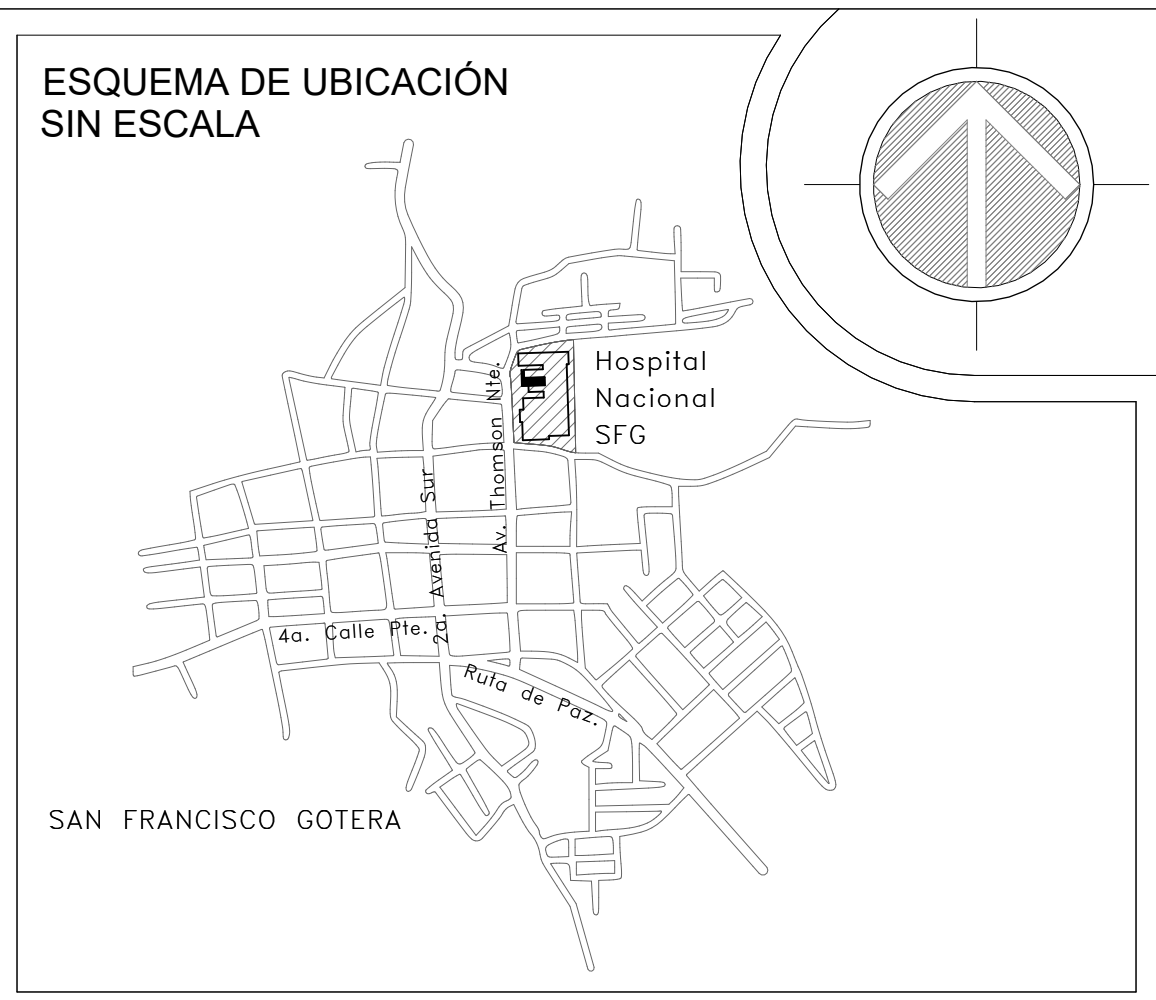 ESQUEMA DE UBICACIÓN
SIN ESCALA
Hospital
Nacional
SFG
Av. Thomson Nte.
2a. Avenida Sur
4a. Calle Pte.
Ruta de Paz.
SAN FRANCISCO GOTERA